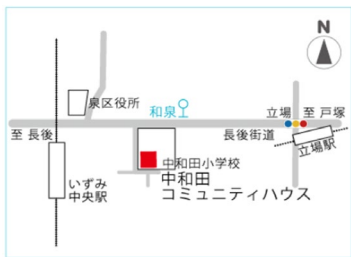 N
泉区役所
和泉
立場
至 戸塚
至 長後
長後街道
立場駅
中和田小学校
いずみ
中央駅
中和田
コミュニティハウス